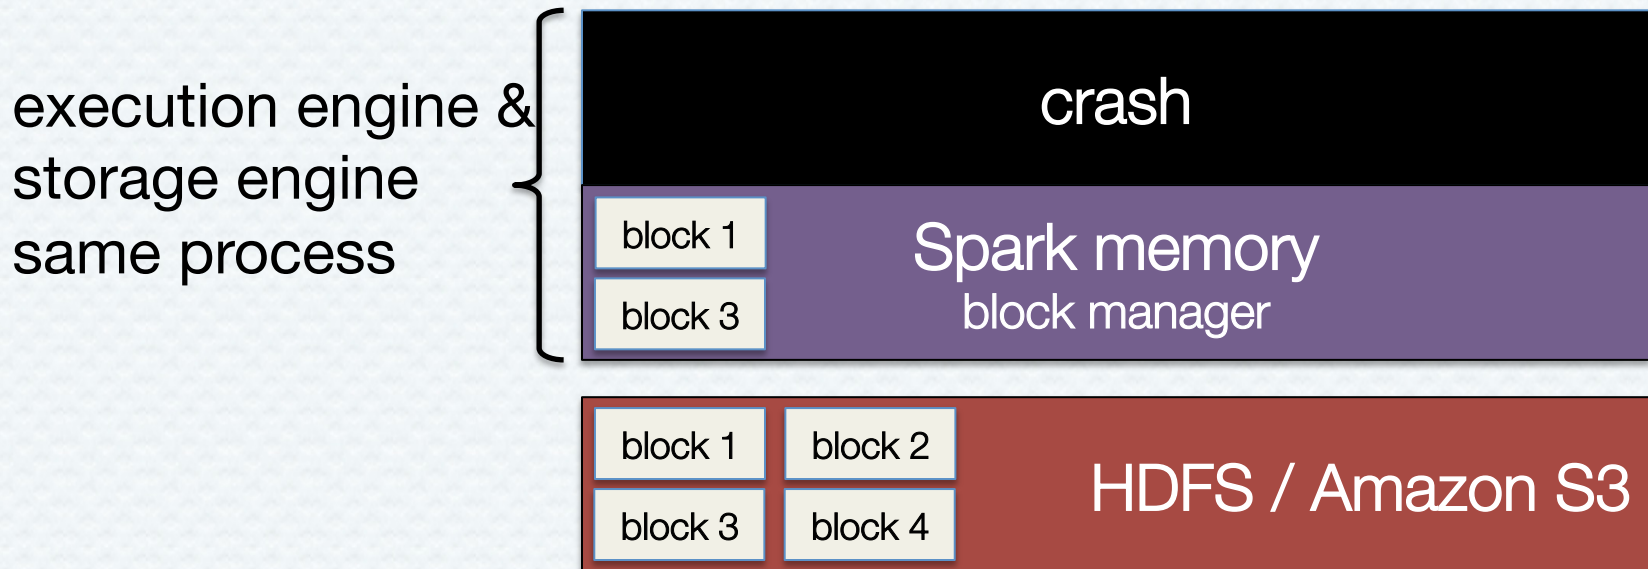 execution engine &
storage engine
same process
crash
block 1
block 3
Spark memory
block manager
block 1
block 2
block 3
block 4
HDFS / Amazon S3